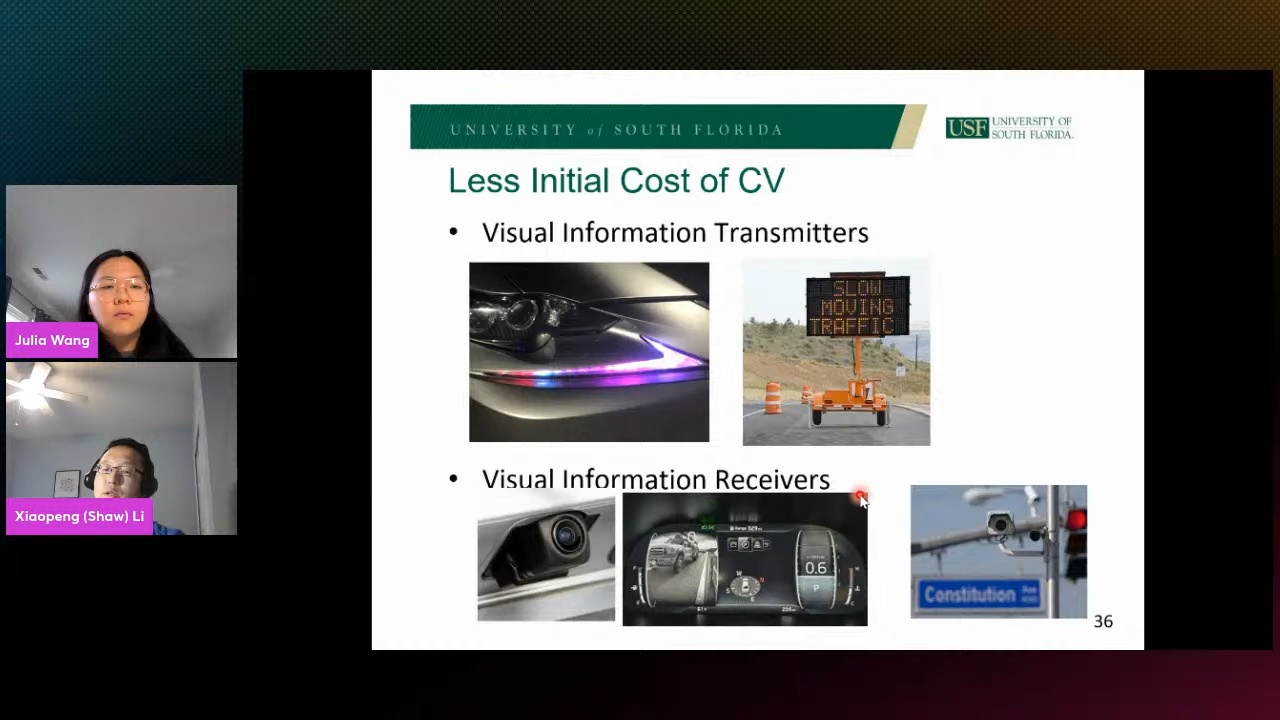 UNIVERSITY of SOUTH FLORIDA
USF UNIVERSITY OF
SOUTH FLORIDA.
Less Initial Cost of CV
• Visual Information Transmitters
SLOW
MOVING
TRAFFIC
Julia Wang
• Visual Information Receivers
0.6
P
W
N
S
Constitution Ave
Xiaopeng (Shaw) Li
36